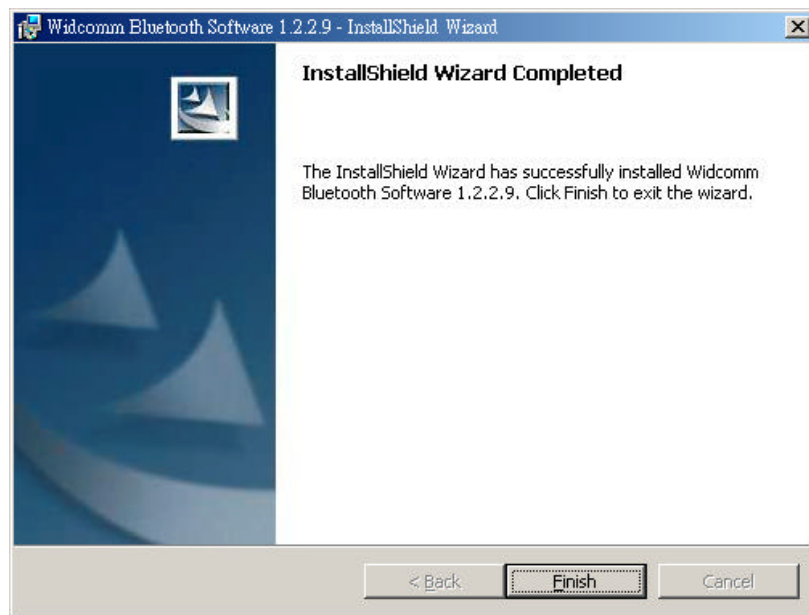 Widcomm Bluetooth Software 1.2.2.9 - InstallShield Wizard
InstallShield Wizard Completed
The InstallShield Wizard has successfully installed Widcomm
Bluetooth Software 1.2.2.9. Click Finish to exit the wizard.
< Back
Finish
Cancel